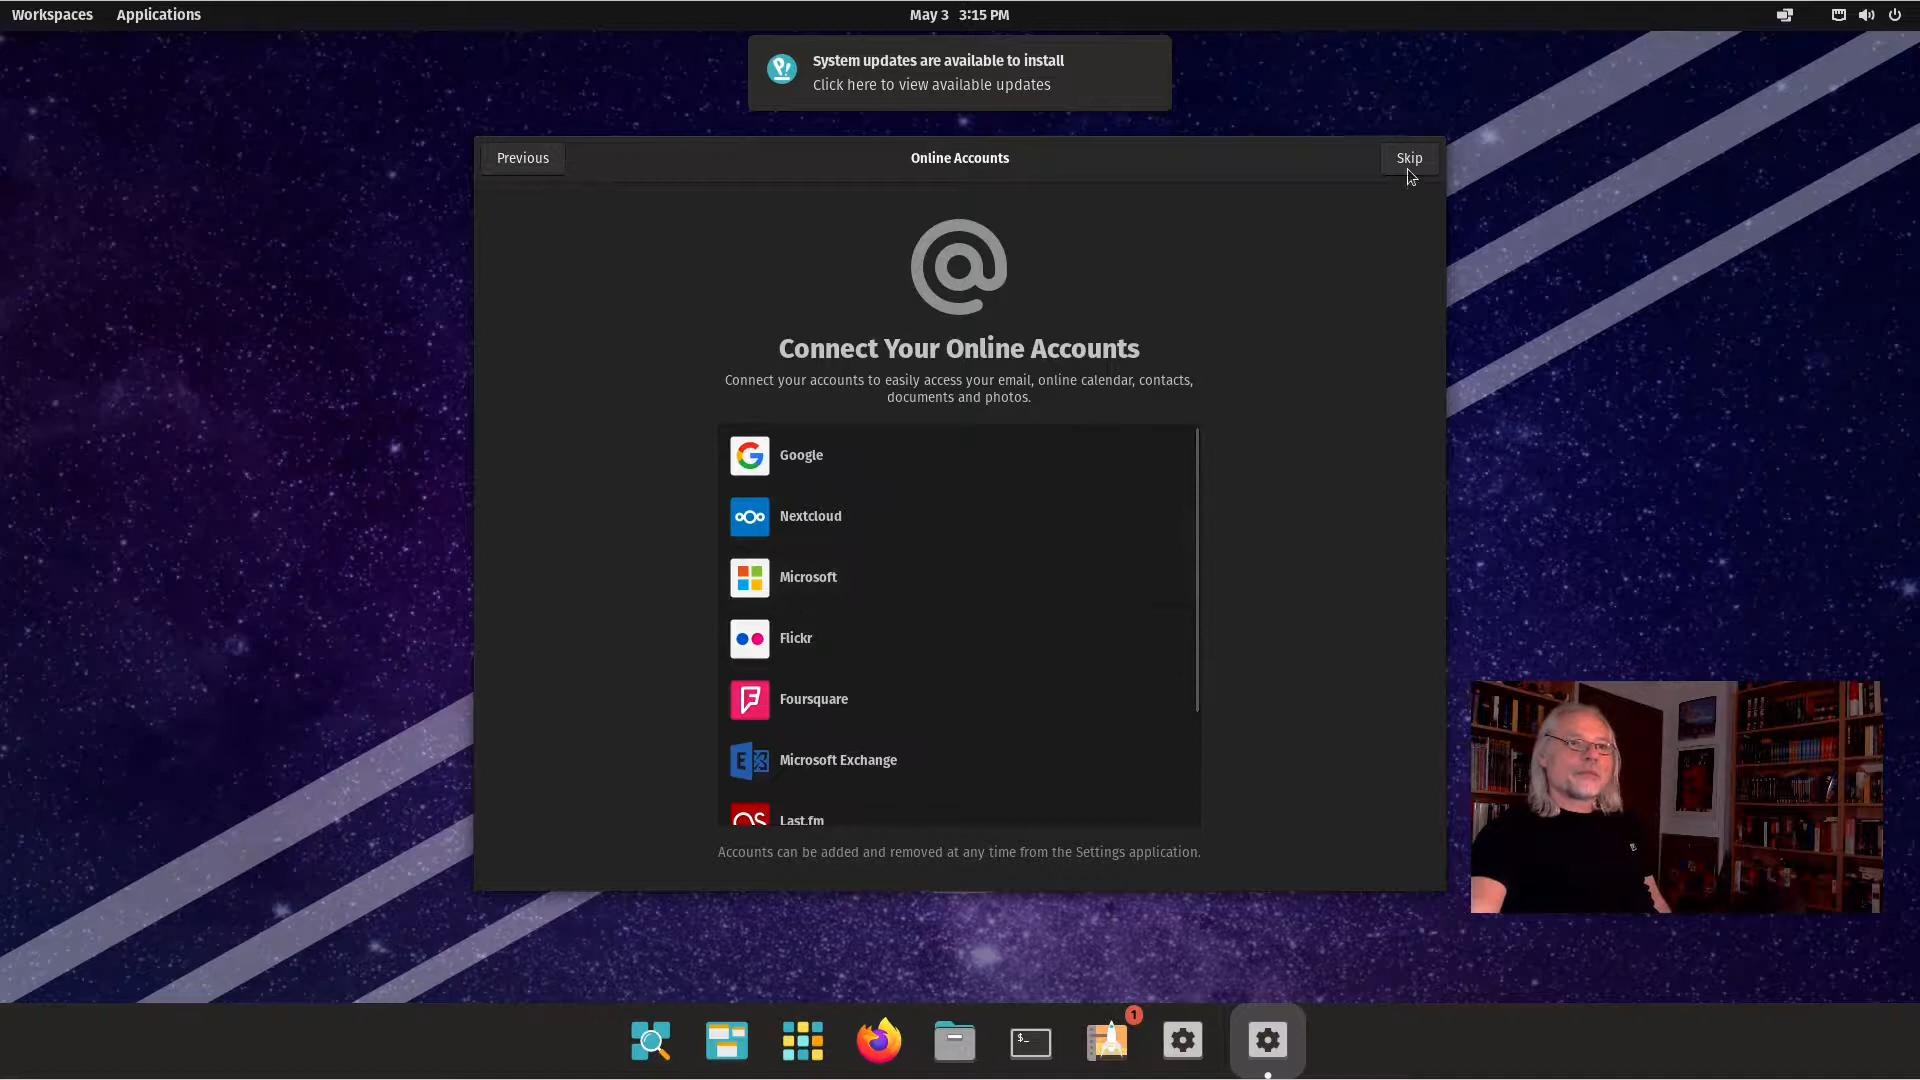 Workspaces Applications May 3 3:15 PM
System updates are available to install
Click here to view available updates
Previous Online Accounts Skip
Connect Your Online Accounts
Connect your accounts to easily access your email, online calendar, contacts,
documents and photos.
Google
Nextcloud
Microsoft
Flickr
Foursquare
Microsoft Exchange
Last.fm
Accounts can be added and removed at any time from the Settings application.
1
$_